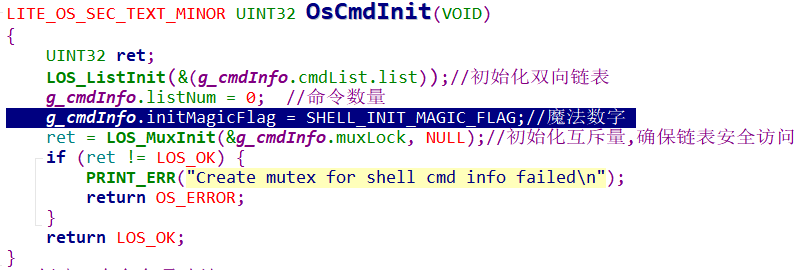 LITE_OS_SEC_TEXT_MINOR UINT32 OsCmdInit(VOID)
{
    UINT32 ret;
    LOS_ListInit(&(g_cmdInfo.cmdList.list));//初始化双向链表
    g_cmdInfo.listNum = 0;  //命令数量
    g_cmdInfo.initMagicFlag = SHELL_INIT_MAGIC_FLAG;//魔法数字
    ret = LOS_MuxInit(&g_cmdInfo.muxLock, NULL);//初始化互斥量,确保链表安全访问
    if (ret != LOS_OK) {
        PRINT_ERR("Create mutex for shell cmd info failed\n");
        return OS_ERROR;
    }
    return LOS_OK;
}